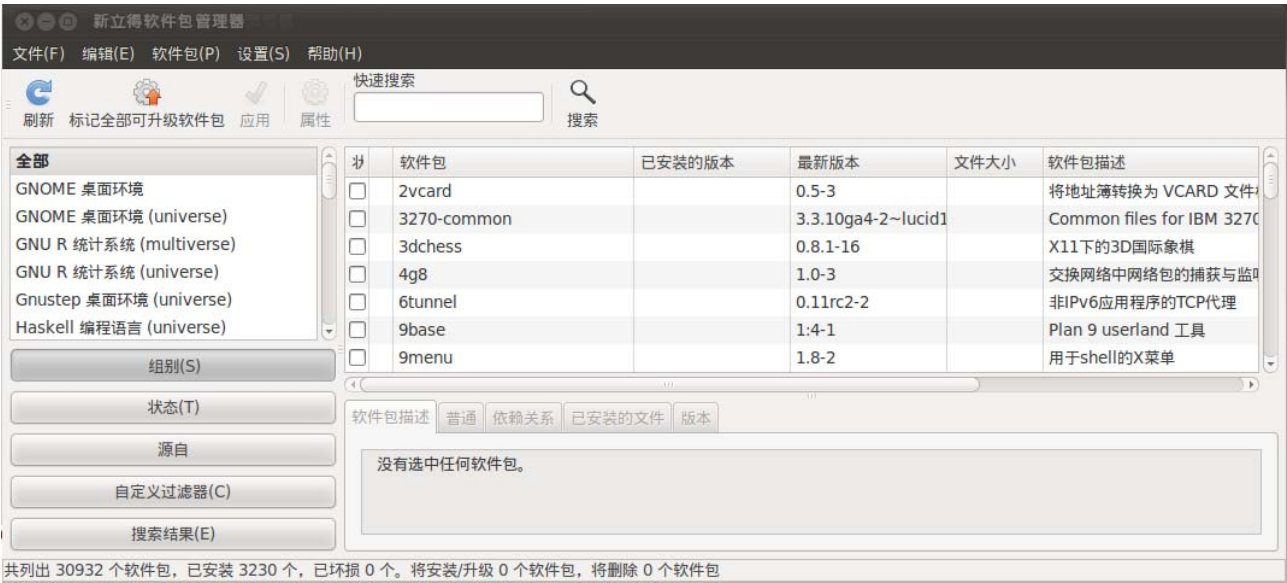 新立得软件包管理器
文件(F) 编辑(E) 软件包(P) 设置(S) 帮助(H)
快速搜索
刷新 标记全部可升级软件包 应用 属性 搜索
全部
GNOME 桌面环境
GNOME 桌面环境 (universe)
GNU R 统计系统 (multiverse)
GNU R 统计系统 (universe)
Gnustep 桌面环境 (universe)
Haskell 编程语言 (universe)
组别(S)
状态(T)
源自
自定义过滤器(C)
搜索结果(E)
软件包 已安装的版本 最新版本 文件大小 软件包描述
2vcard 0.5-3 将地址簿转换为 VCARD 文件
3270-common 3.3.10ga4-2~lucid1 Common files for IBM 3270
3dchess 0.8.1-16 X11下的3D国际象棋
4g8 1.0-3 交换网络中网络包的捕获与监
6tunnel 0.11rc2-2 非IPv6应用程序的TCP代理
9base 1:4-1 Plan 9 userland 工具
9menu 1.8-2 用于shell的X菜单
软件包描述 普通 依赖关系 已安装的文件 版本
没有选中任何软件包。
共列出 30932 个软件包，已安装 3230 个，已坏损 0 个。将安装/升级 0 个软件包，将删除 0 个软件包